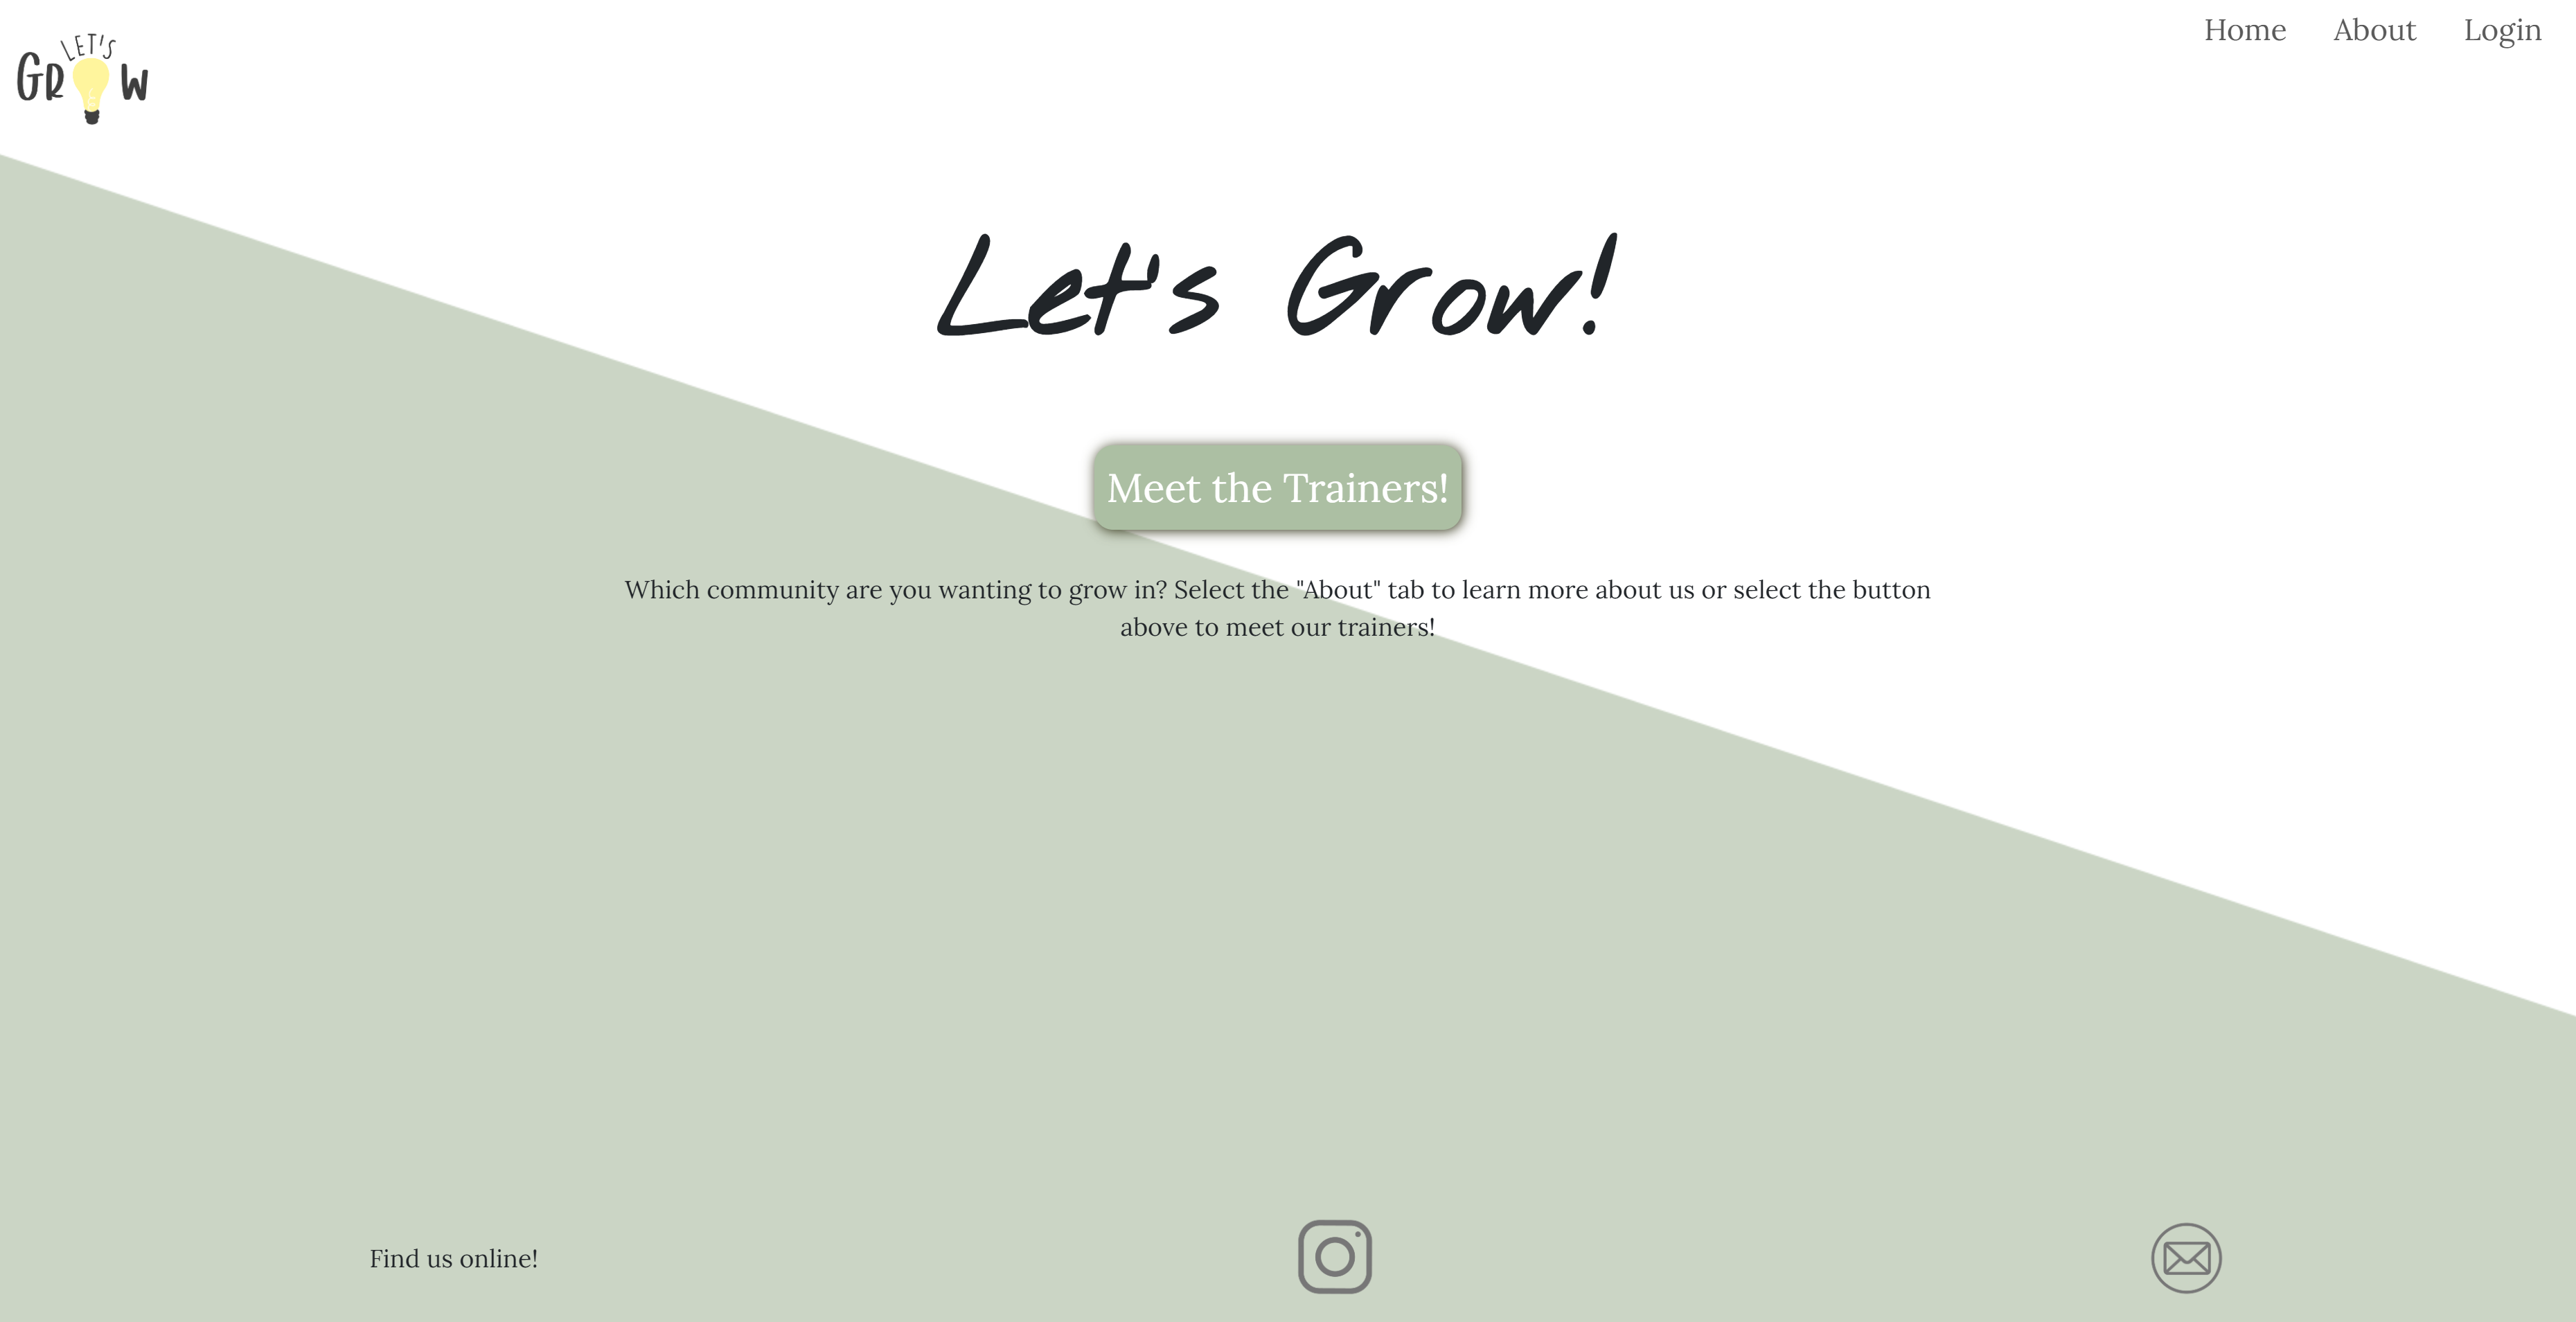 LET'S
GROW
Home About Login
Let's Grow!
Meet the Trainers!
Which community are you wanting to grow in? Select the "About" tab to learn more about us or select the button
above to meet our trainers!
Find us online!